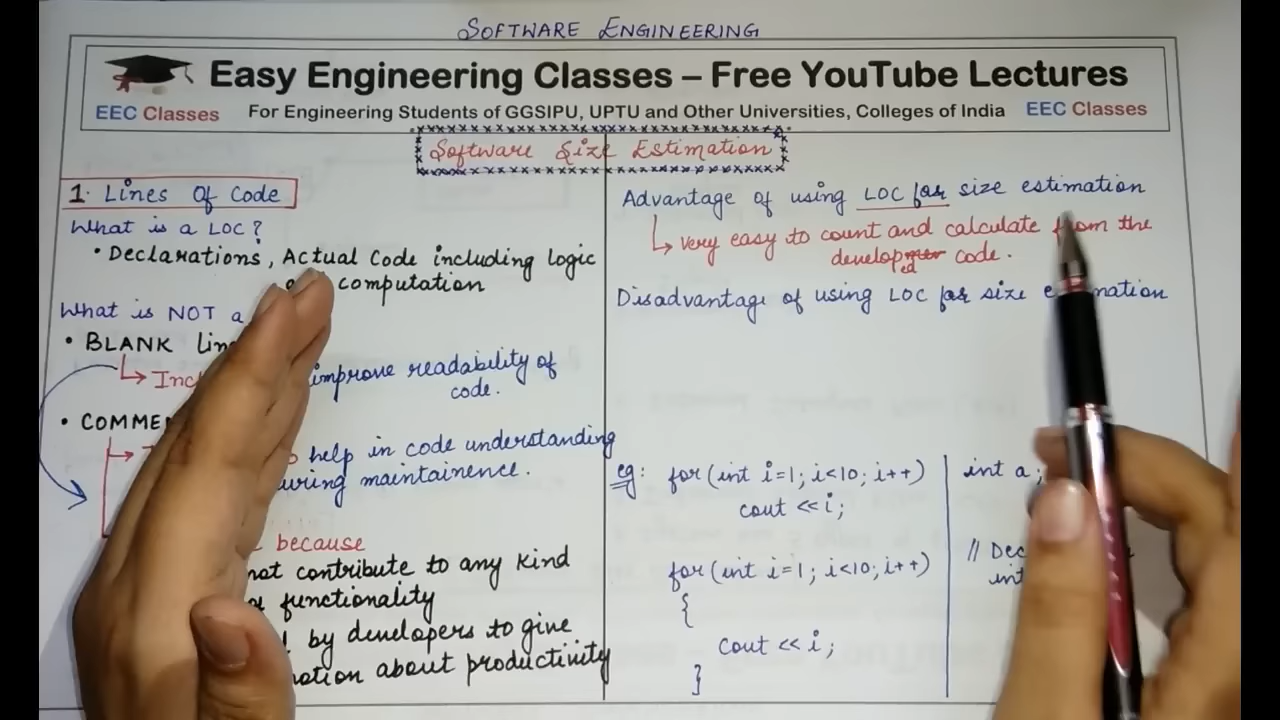 SOFTWARE ENGINEERING
Easy Engineering Classes – Free YouTube Lectures
EEC Classes For Engineering Students of GGSIPU, UPTU and Other Universities, Colleges of India EEC Classes
Software Size Estimation
1. Lines Of Code
What is a LOC?
• Declarations, Actual Code including logic
computation
What is NOT a
• BLANK
improve readability of
code.
•
help in code understanding
maintainence.
because
not contribute to any kind
functionality
by developers to give
about productivity
Advantage of using LOC for size estimation
↳ very easy to count and calculate from the
developed code.
Disadvantage of using LOC for size
eg: for (int i=1; i<10; i++)
cout << i;
for (int i=1; i<10; i++)
{
cout << i;
}
int a;
//
int